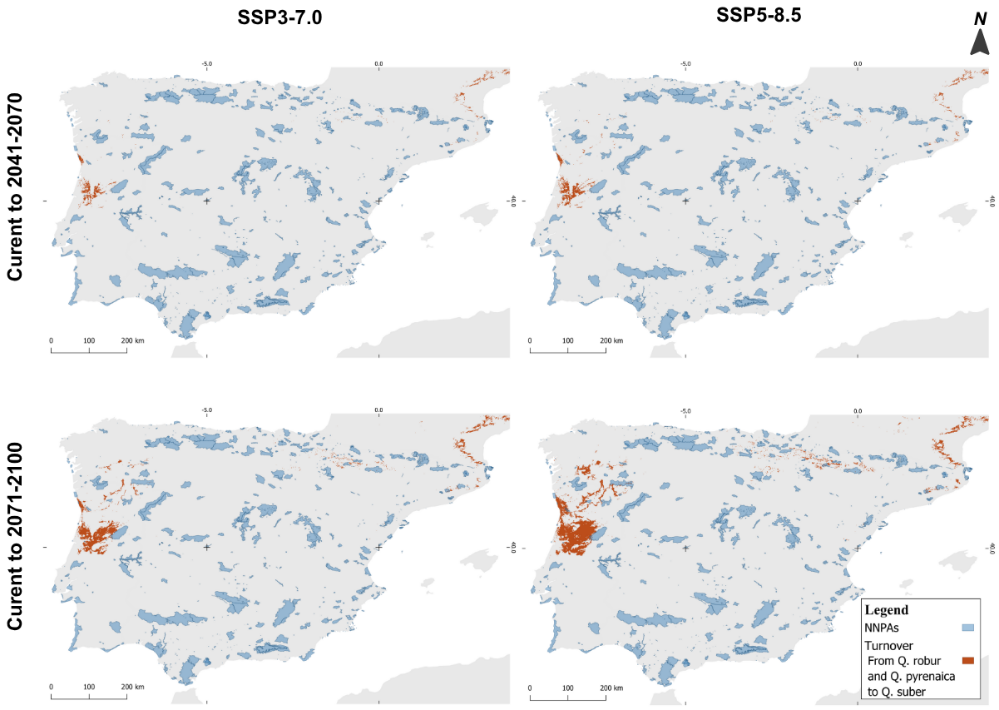 SSP3-7.0
SSP5-8.5
N
Curent to 2041-2070
-5.0
0.0
40.0
0 100 200 km
-5.0
0.0
40.0
0 100 200 km
Curent to 2071-2100
-5.0
0.0
40.0
0 100 200 km
-5.0
0.0
40.0
0 100 200 km
Legend
NNPAs
Turnover
From Q. robur
and Q. pyrenaica
to Q. suber